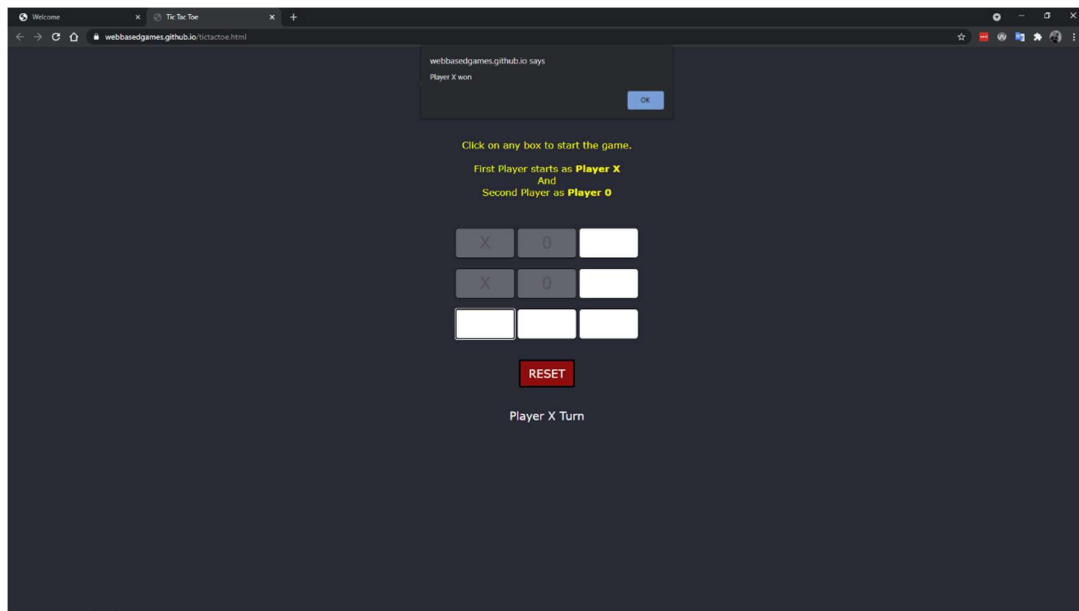 Welcome
Tic Tac Toe
webbasedgames.github.io/tictactoe.html
webbasedgames.github.io says
Player X won
OK
Click on any box to start the game.
First Player starts as Player X
And
Second Player as Player 0
X 0
X 0
RESET
Player X Turn